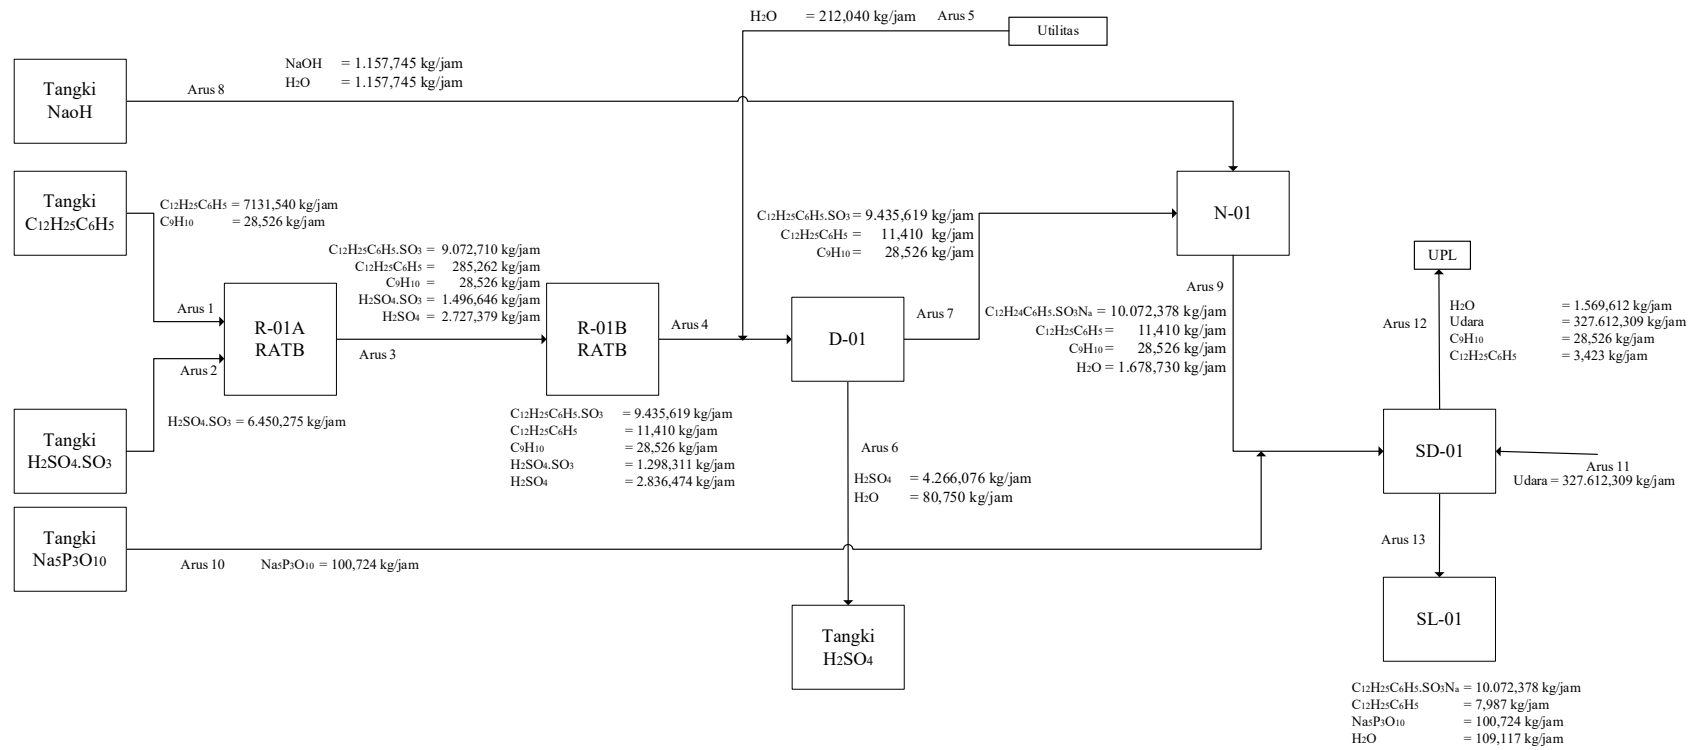 H2O = 212,040 kg/jam Arus 5
Utilitas
NaOH = 1.157,745 kg/jam
H2O = 1.157,745 kg/jam
Arus 8
Tangki
NaoH
Tangki
C12H25C6H5
C12H25C6H5 = 7131,540 kg/jam
C9H10 = 28,526 kg/jam
Arus 1
Arus 2
H2SO4.SO3 = 6.450,275 kg/jam
Tangki
H2SO4.SO3
R-01A
RATB
C12H25C6H5.SO3 = 9.072,710 kg/jam
C12H25C6H5 = 285,262 kg/jam
C9H10 = 28,526 kg/jam
H2SO4.SO3 = 1.496,646 kg/jam
H2SO4 = 2.727,379 kg/jam
Arus 3
R-01B
RATB
Arus 4
C12H25C6H5.SO3 = 9.435,619 kg/jam
C12H25C6H5 = 11,410 kg/jam
C9H10 = 28,526 kg/jam
H2SO4.SO3 = 1.298,311 kg/jam
H2SO4 = 2.836,474 kg/jam
D-01
Arus 7
C12H25C6H5.SO3 = 9.435,619 kg/jam
C12H25C6H5 = 11,410 kg/jam
C9H10 = 28,526 kg/jam
Arus 6
H2SO4 = 4.266,076 kg/jam
H2O = 80,750 kg/jam
Tangki
H2SO4
N-01
Arus 9
C12H24C6H5.SO3Na = 10.072,378 kg/jam
C12H25C6H5 = 11,410 kg/jam
C9H10 = 28,526 kg/jam
H2O = 1.678,730 kg/jam
Tangki
Na5P3O10
Arus 10 Na5P3O10 = 100,724 kg/jam
UPL
Arus 12
H2O = 1.569,612 kg/jam
Udara = 327.612,309 kg/jam
C9H10 = 28,526 kg/jam
C12H25C6H5 = 3,423 kg/jam
SD-01
Arus 11
Udara = 327.612,309 kg/jam
Arus 13
SL-01
C12H25C6H5.SO3Na = 10.072,378 kg/jam
C12H25C6H5 = 7,987 kg/jam
Na5P3O10 = 100,724 kg/jam
H2O = 109,117 kg/jam